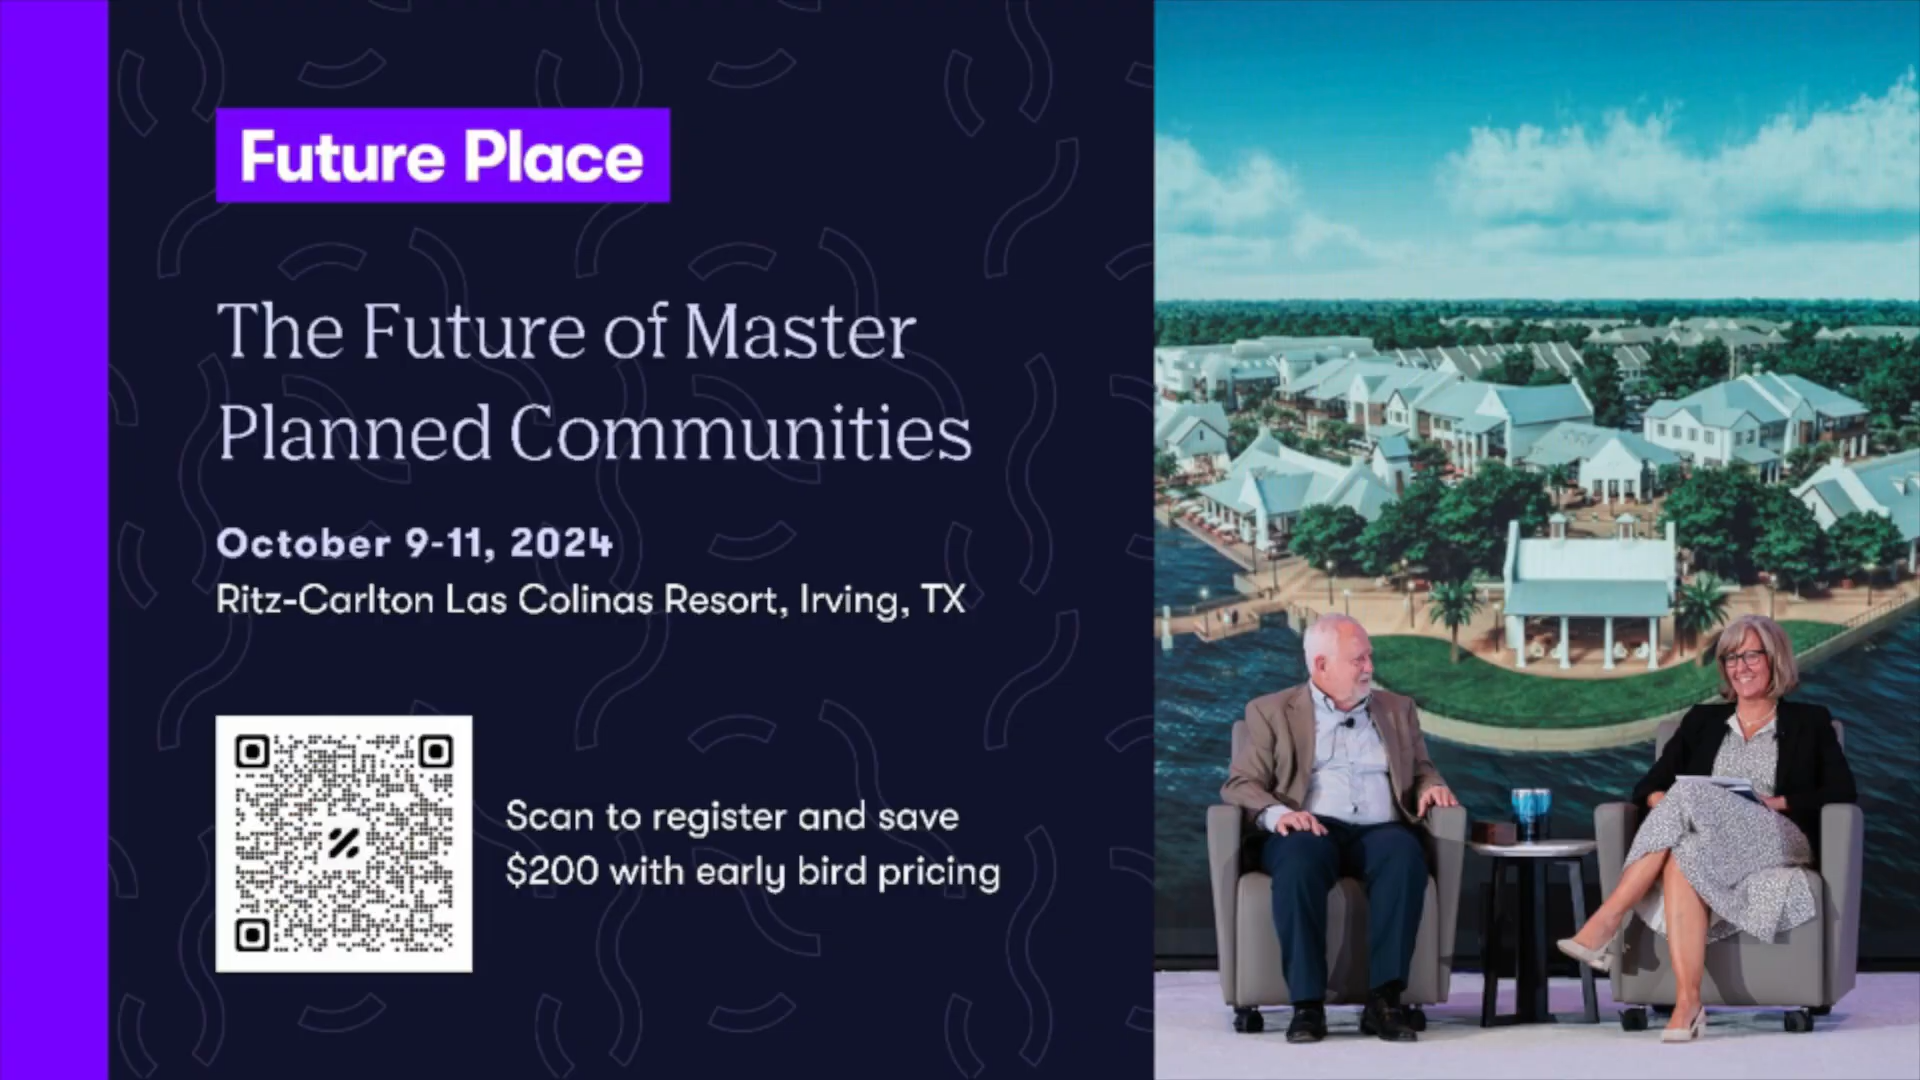 Future Place
The Future of Master
Planned Communities
October 9-11, 2024
Ritz-Carlton Las Colinas Resort, Irving, TX
Scan to register and save
$200 with early bird pricing